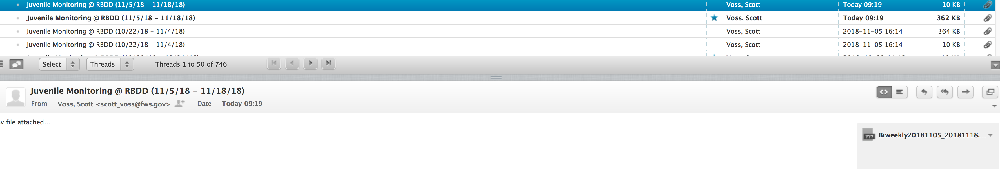 Juvenile Monitoring @ RBDD (11/5/18 - 11/18/18) Voss, Scott Today 09:19 10 KB
Juvenile Monitoring @ RBDD (11/5/18 - 11/18/18) Voss, Scott Today 09:19 362 KB
Juvenile Monitoring @ RBDD (10/22/18 - 11/4/18) Voss, Scott 2018-11-05 16:14 364 KB
Juvenile Monitoring @ RBDD (10/22/18 - 11/4/18) Voss, Scott 2018-11-05 16:14 10 KB
Select Threads Threads 1 to 50 of 746
Juvenile Monitoring @ RBDD (11/5/18 - 11/18/18)
From Voss, Scott <scott_voss@fws.gov> Date Today 09:19
v file attached...
??? Biweekly20181105_20181118....